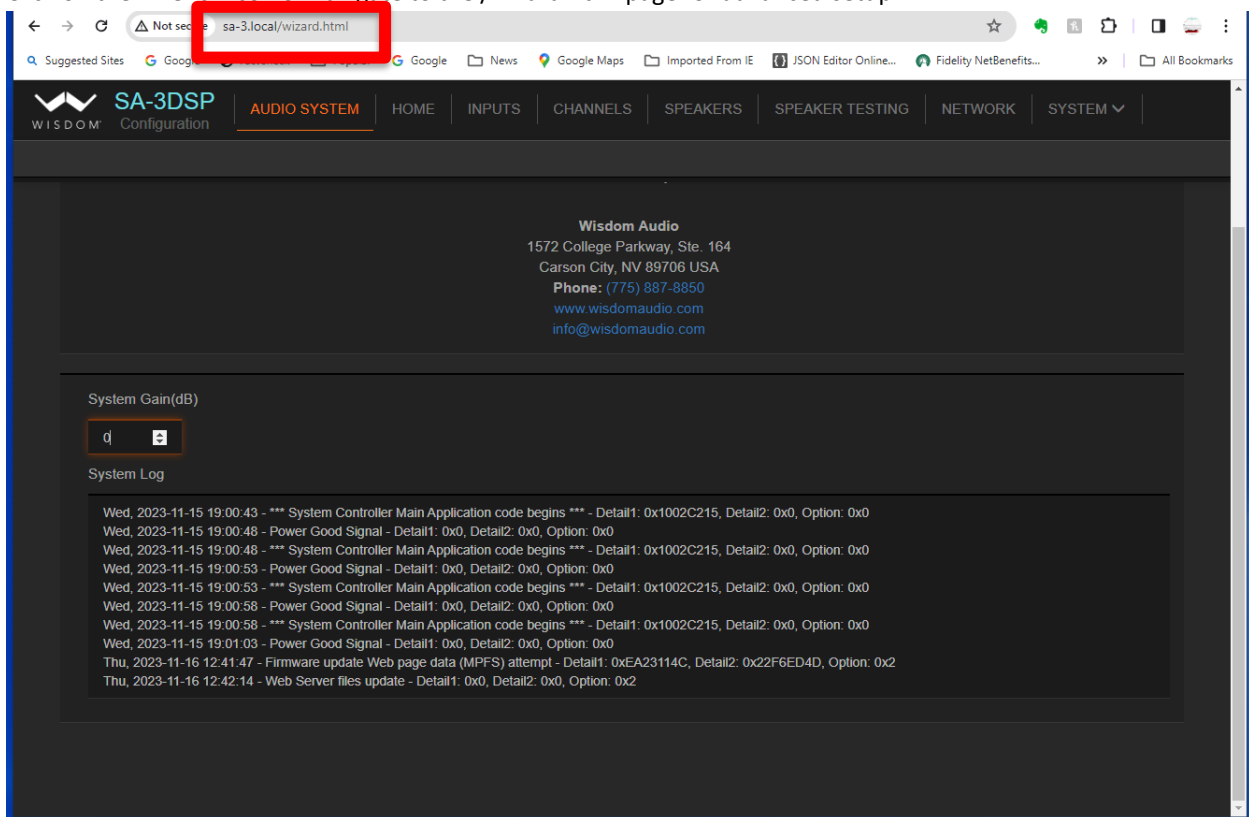 Not secure sa-3.local/wizard.html
Suggested Sites Google Google News Google Maps Imported From IE JSON Editor Online... Fidelity NetBenefits... » All Bookmarks
SA-3DSP
WISDOM Configuration
AUDIO SYSTEM HOME INPUTS CHANNELS SPEAKERS SPEAKER TESTING NETWORK SYSTEM
Wisdom Audio
1572 College Parkway, Ste. 164
Carson City, NV 89706 USA
Phone: (775) 887-8850
www.wisdomaudio.com
info@wisdomaudio.com
System Gain(dB)
0
System Log
Wed, 2023-11-15 19:00:43 - *** System Controller Main Application code begins *** - Detail1: 0x1002C215, Detail2: 0x0, Option: 0x0
Wed, 2023-11-15 19:00:48 - Power Good Signal - Detail1: 0x0, Detail2: 0x0, Option: 0x0
Wed, 2023-11-15 19:00:48 - *** System Controller Main Application code begins *** - Detail1: 0x1002C215, Detail2: 0x0, Option: 0x0
Wed, 2023-11-15 19:00:53 - Power Good Signal - Detail1: 0x0, Detail2: 0x0, Option: 0x0
Wed, 2023-11-15 19:00:53 - *** System Controller Main Application code begins *** - Detail1: 0x1002C215, Detail2: 0x0, Option: 0x0
Wed, 2023-11-15 19:00:58 - Power Good Signal - Detail1: 0x0, Detail2: 0x0, Option: 0x0
Wed, 2023-11-15 19:00:58 - *** System Controller Main Application code begins *** - Detail1: 0x1002C215, Detail2: 0x0, Option: 0x0
Wed, 2023-11-15 19:01:03 - Power Good Signal - Detail1: 0x0, Detail2: 0x0, Option: 0x0
Thu, 2023-11-16 12:41:47 - Firmware update Web page data (MPFS) attempt - Detail1: 0xEA23114C, Detail2: 0x22F6ED4D, Option: 0x2
Thu, 2023-11-16 12:42:14 - Web Server files update - Detail1: 0x0, Detail2: 0x0, Option: 0x2